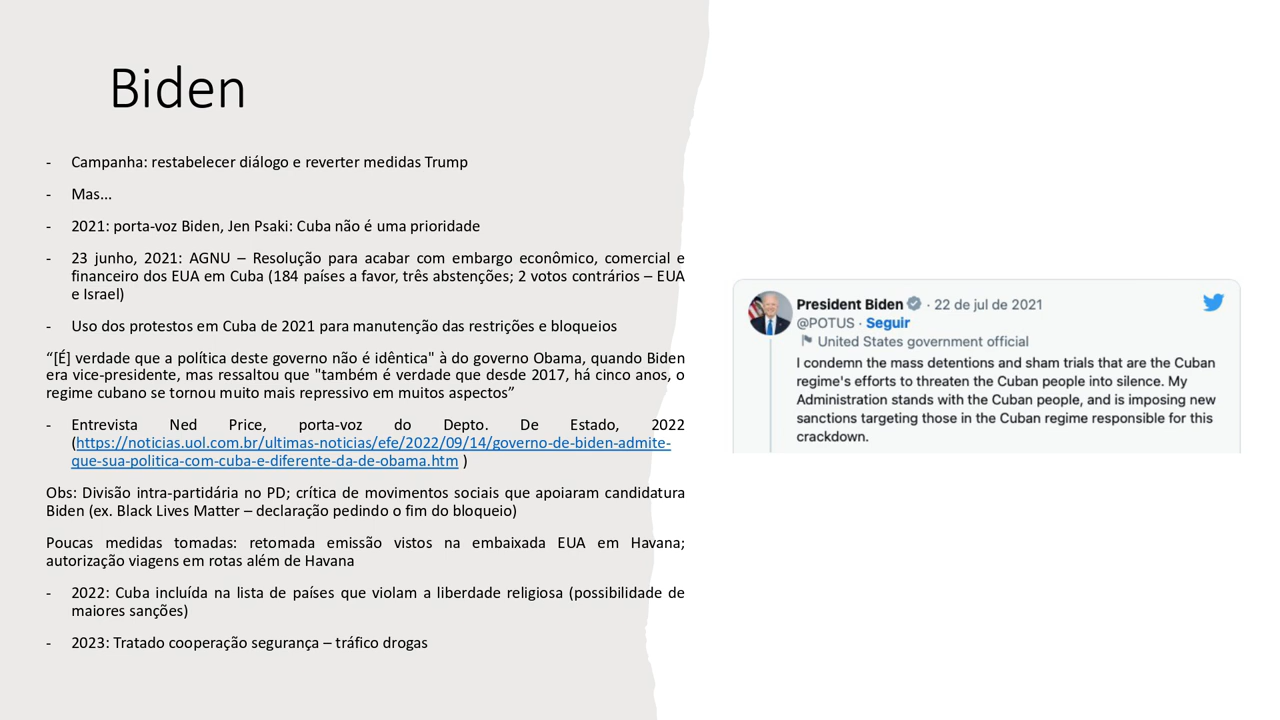 Biden
- Campanha: restabelecer diálogo e reverter medidas Trump
- Mas...
- 2021: porta-voz Biden, Jen Psaki: Cuba não é uma prioridade
- 23 junho, 2021: AGNU – Resolução para acabar com embargo econômico, comercial e
financeiro dos EUA em Cuba (184 países a favor, três abstenções; 2 votos contrários – EUA
e Israel)
- Uso dos protestos em Cuba de 2021 para manutenção das restrições e bloqueios
“[É] verdade que a política deste governo não é idêntica" à do governo Obama, quando Biden
era vice-presidente, mas ressaltou que "também é verdade que desde 2017, há cinco anos, o
regime cubano se tornou muito mais repressivo em muitos aspectos”
- Entrevista Ned Price, porta-voz do Depto. De Estado, 2022
(https://noticias.uol.com.br/ultimas-noticias/efe/2022/09/14/governo-de-biden-admite-
que-sua-politica-com-cuba-e-diferente-da-de-obama.htm )
Obs: Divisão intra-partidária no PD; crítica de movimentos sociais que apoiaram candidatura
Biden (ex. Black Lives Matter – declaração pedindo o fim do bloqueio)
Poucas medidas tomadas: retomada emissão vistos na embaixada EUA em Havana;
autorização viagens em rotas além de Havana
- 2022: Cuba incluída na lista de países que violam a liberdade religiosa (possibilidade de
maiores sanções)
- 2023: Tratado cooperação segurança – tráfico drogas
President Biden · 22 de jul de 2021
@POTUS · Seguir
United States government official
I condemn the mass detentions and sham trials that are the Cuban
regime's efforts to threaten the Cuban people into silence. My
Administration stands with the Cuban people, and is imposing new
sanctions targeting those in the Cuban regime responsible for this
crackdown.